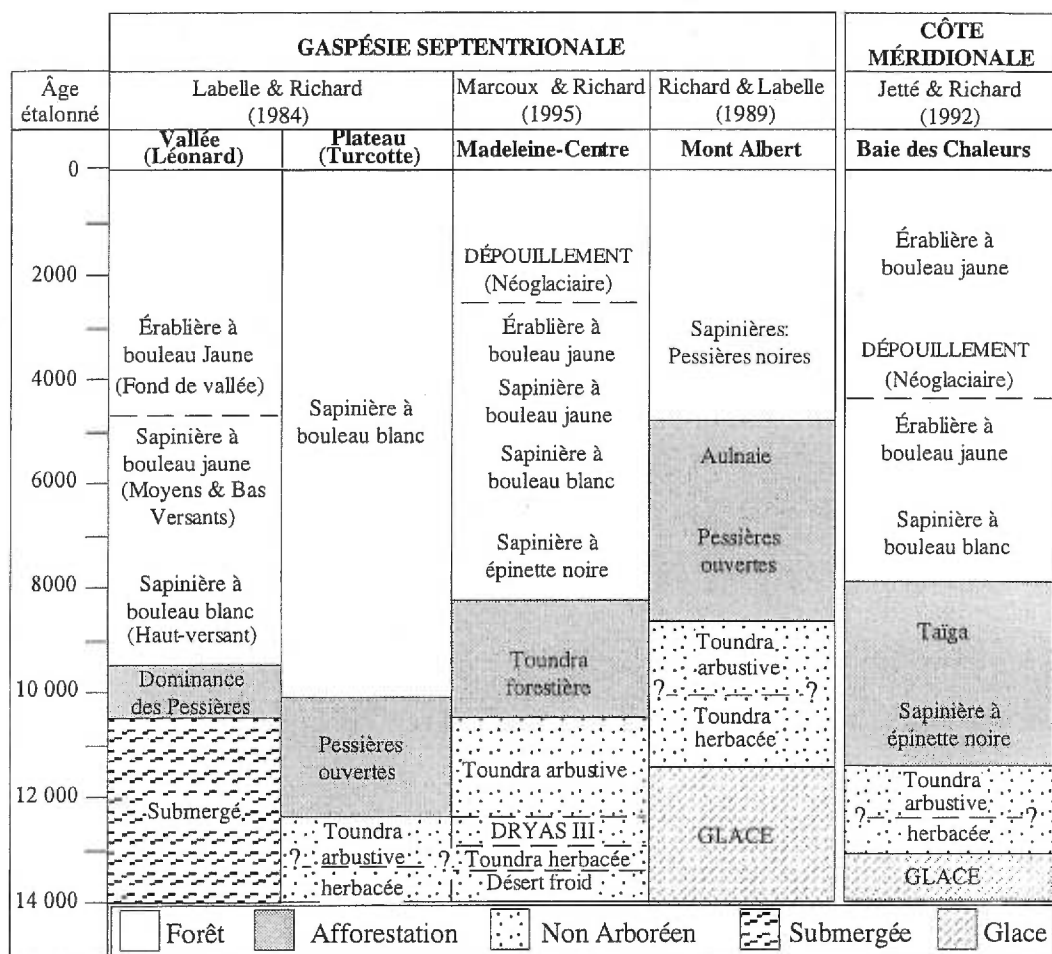 GASPÉSIE SEPTENTRIONALE
CÔTE
MÉRIDIONALE
Âge
étalonné
Labelle & Richard
(1984)
Marcoux & Richard
(1995)
Richard & Labelle
(1989)
Jetté & Richard
(1992)
Vallée
(Léonard)
Plateau
(Turcotte)
Madeleine-Centre
Mont Albert
Baie des Chaleurs
0
2000
4000
6000
8000
10 000
12 000
14 000
Érablière à
bouleau Jaune
(Fond de vallée)
Sapinière à
bouleau jaune
(Moyens & Bas
Versants)
Sapinière à
bouleau blanc
(Haut-versant)
Dominance
des Pessières
Submergé
Sapinière à
bouleau blanc
Pessières
ouvertes
Toundra
? arbustive ?
herbacée
DÉPOUILLEMENT
(Néoglaciaire)
Érablière à
bouleau jaune
Sapinière à
bouleau jaune
Sapinière à
bouleau blanc
Sapinière à
épinette noire
Toundra
forestière
Toundra arbustive
DRYAS III
Toundra herbacée
Désert froid
Sapinières:
Pessières noires
Aulnaie
Pessières
ouvertes
Toundra
arbustive
? ?
Toundra
herbacée
GLACE
Érablière à
bouleau jaune
DÉPOUILLEMENT
(Néoglaciaire)
Érablière à
bouleau jaune
Sapinière à
bouleau blanc
Taïga
Sapinière à
épinette noire
Toundra
arbustive
? ?
herbacée
GLACE
Forêt
Afforestation
Non Arboréen
Submergée
Glace